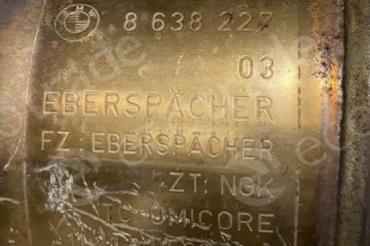 8 638 227
03
EBERSPÄCHER
FZ: EBERSPÄCHER
ZT: NGK
TC: UMICORE